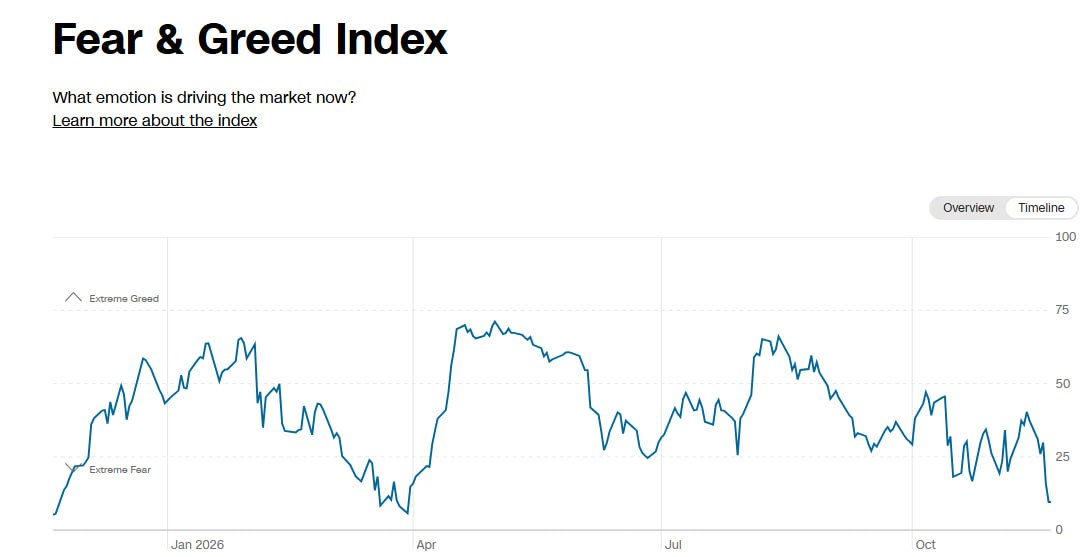 Fear & Greed Index
What emotion is driving the market now?
Learn more about the index
Overview Timeline
100
Extreme Greed
75
50
25
Extreme Fear
0
Jan 2026 Apr Jul Oct